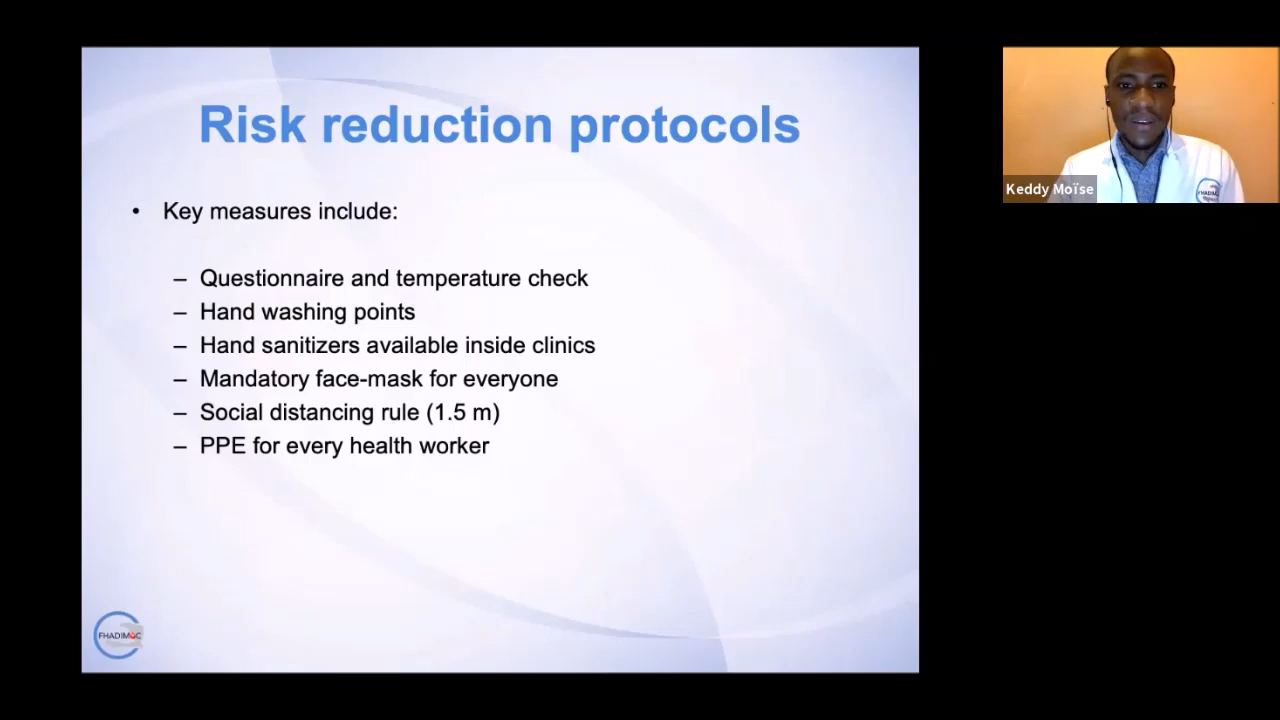 Risk reduction protocols
• Key measures include:
– Questionnaire and temperature check
– Hand washing points
– Hand sanitizers available inside clinics
– Mandatory face-mask for everyone
– Social distancing rule (1.5 m)
– PPE for every health worker
FHADIMAC
Keddy Moïse
FHADIMAC